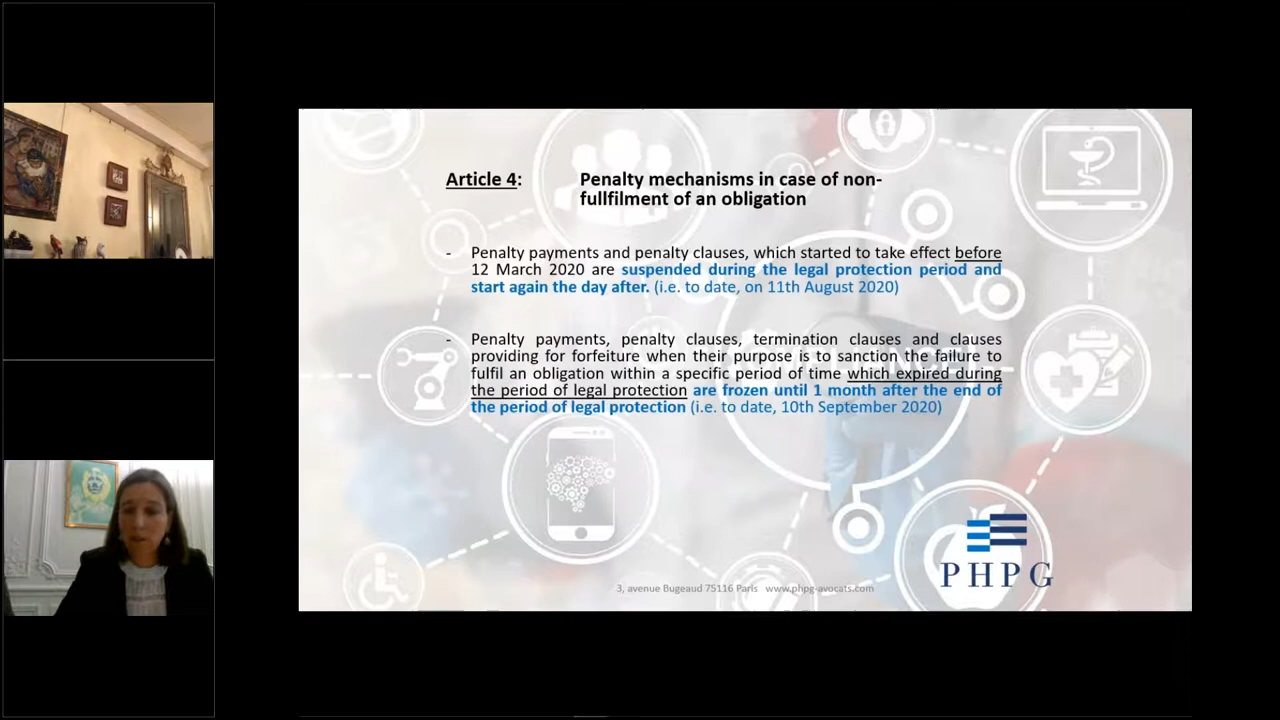 Article 4: Penalty mechanisms in case of non-
fullfilment of an obligation
- Penalty payments and penalty clauses, which started to take effect before
12 March 2020 are suspended during the legal protection period and
start again the day after. (i.e. to date, on 11th August 2020)
- Penalty payments, penalty clauses, termination clauses and clauses
providing for forfeiture when their purpose is to sanction the failure to
fulfil an obligation within a specific period of time which expired during
the period of legal protection are frozen until 1 month after the end of
the period of legal protection (i.e. to date, 10th September 2020)
PHPG
3, avenue Bugeaud 75116 Paris www.phpg-avocats.com